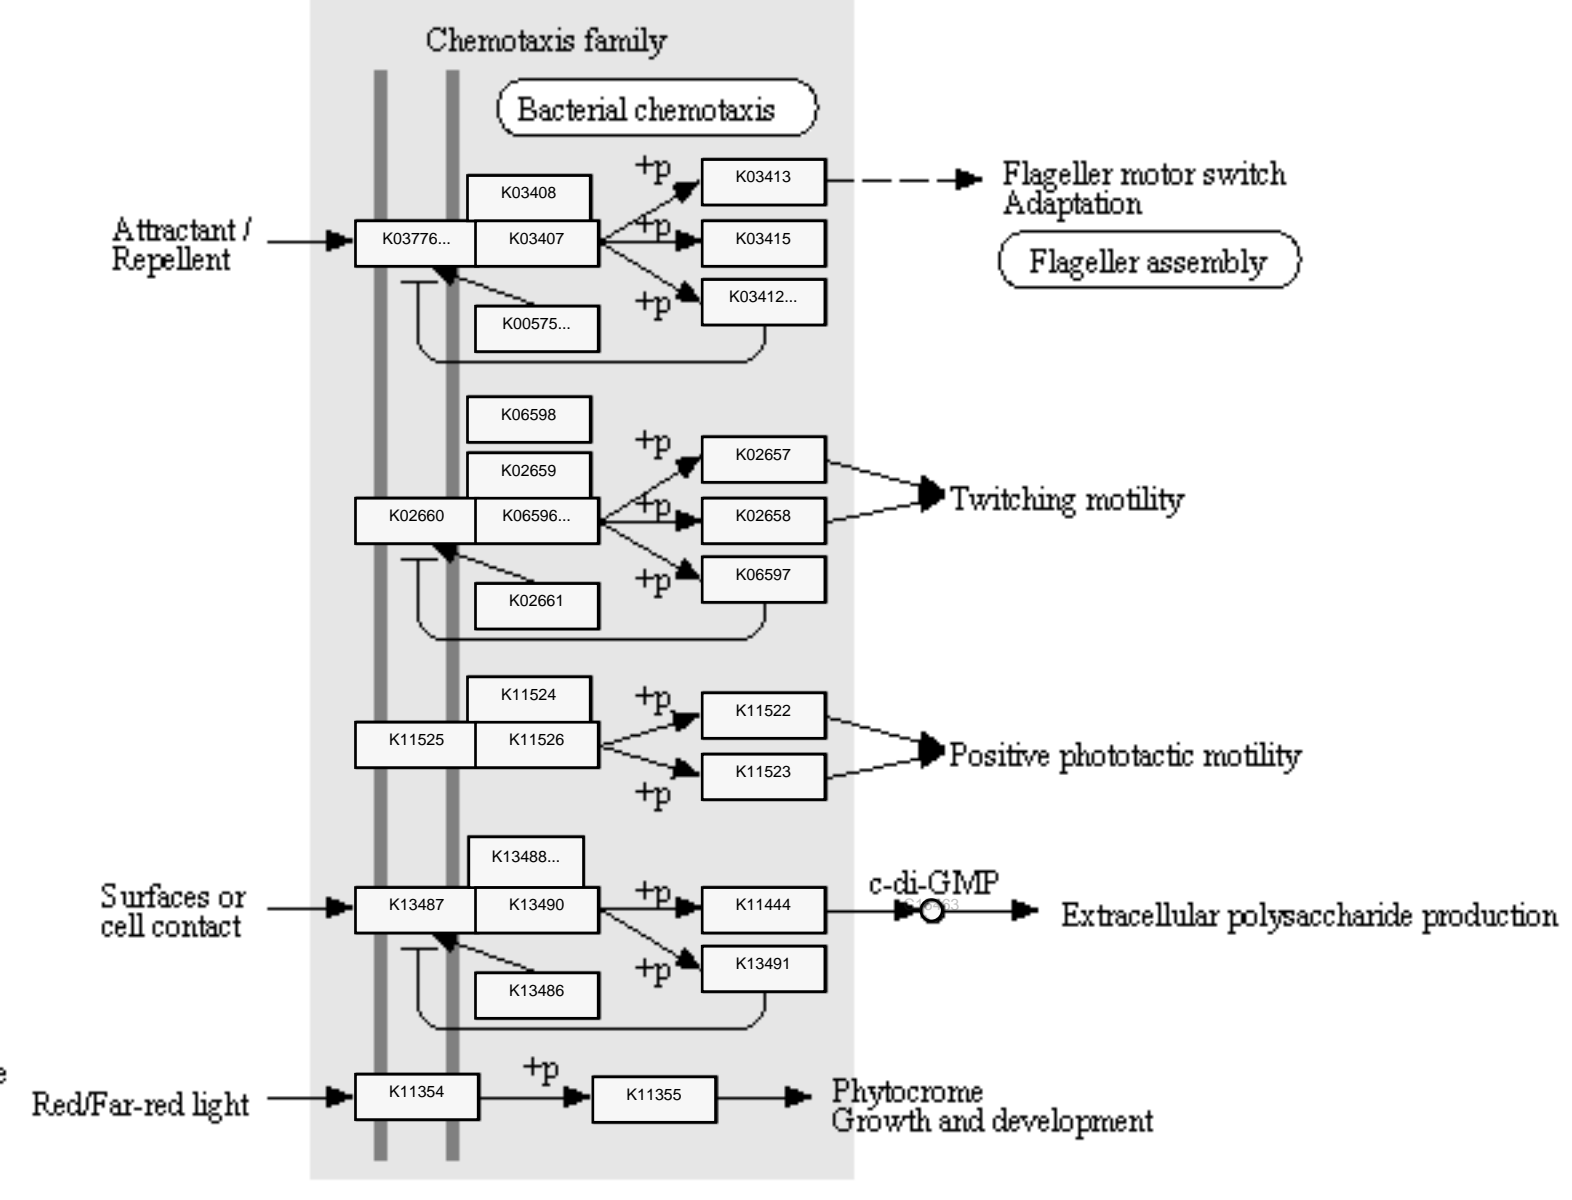 Chemotaxis family
Bacterial chemotaxis
+p
K03413
K03408
Flageller motor switch
Adaptation
Attractant /
Repellent
K03776...
K03407
+p
K03415
Flageller assembly
+p
K03412...
K00575...
K06598
+p
K02657
K02659
K02660
K06596...
+p
K02658
Twitching motility
+p
K06597
K02661
K11524
+p
K11522
K11525
K11526
Positive phototactic motility
K11523
+p
K13488...
Surfaces or
cell contact
K13487
K13490
+p
K11444
c-di-GMP
Extracellular polysaccharide production
+p
K13491
K13486
e
Red/Far-red light
K11354
+p
K11355
Phytocrome
Growth and development